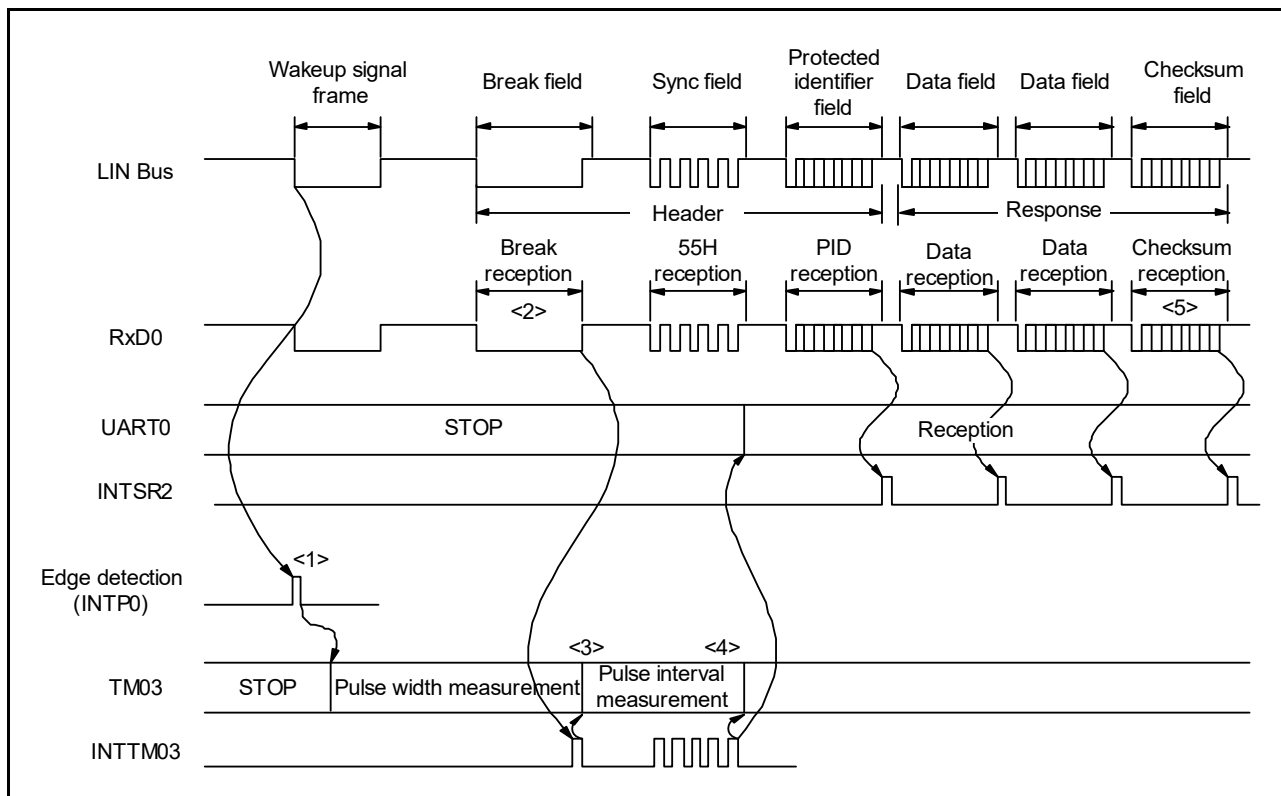 Wakeup signal
frame
Break field
Sync field
Protected
identifier
field
Data field
Data field
Checksum
field
LIN Bus
Header
Response
Break
reception
55H
reception
PID
reception
Data
reception
Data
reception
Checksum
reception
<2>
<5>
RxD0
UART0
STOP
Reception
INTSR2
<1>
Edge detection
(INTP0)
<3>
<4>
TM03
STOP
Pulse width measurement
Pulse interval
measurement
INTTM03